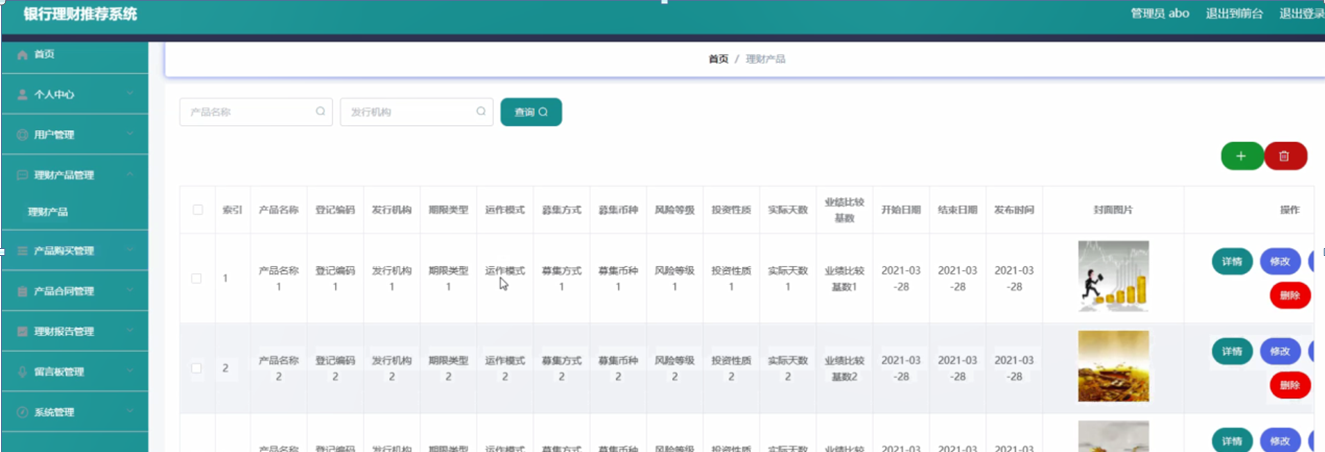 银行理财推荐系统
管理员 abo 退出到前台 退出登录
首页
个人中心
用户管理
理财产品管理
理财产品
产品购买管理
产品合同管理
理财报告管理
留言板管理
系统管理
首页 / 理财产品
产品名称 发行机构 查询
索引 产品名称 登记编码 发行机构 期限类型 运作模式 募集方式 募集币种 风险等级 投资性质 实际天数 业绩比较 开始日期 结束日期 发布时间 封面图片 操作
基数
1 产品名称 登记编码 发行机构 期限类型 运作模式 募集方式 募集币种 风险等级 投资性质 实际天数 业绩比较 2021-03 2021-03 2021-03 详情 修改
1 1 1 1 1 1 1 1 1 1 基数1 -28 -28 -28 删除
2 产品名称 登记编码 发行机构 期限类型 运作模式 募集方式 募集币种 风险等级 投资性质 实际天数 业绩比较 2021-03 2021-03 2021-03 详情 修改
2 2 2 2 2 2 2 2 2 2 基数2 -28 -28 -28 删除
产品名称 登记编码 发行机构 期限类型 运作模式 募集方式 募集币种 风险等级 投资性质 实际天数 业绩比较 2021-03 2021-03 2021-03 详情 修改